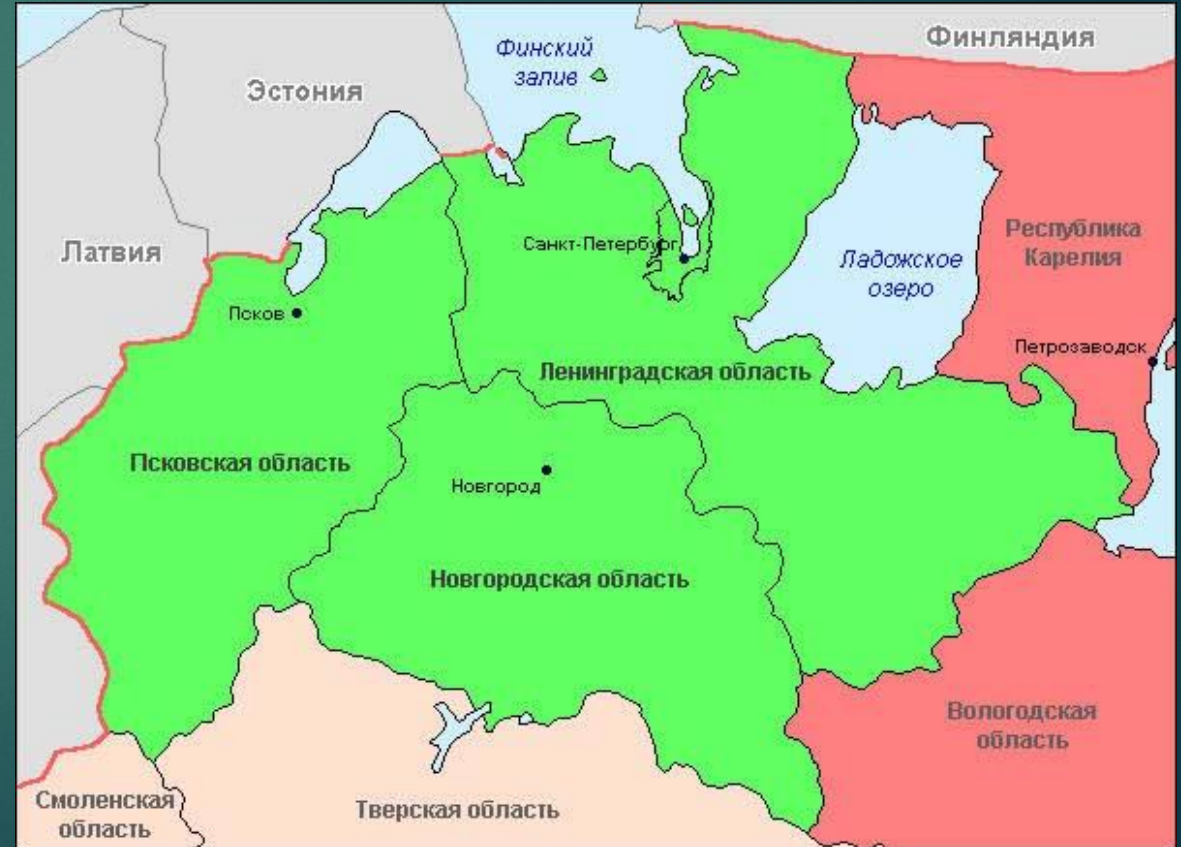 Финляндия
Финский
залив
Эстония
Латвия
Санкт-Петербург
Республика
Карелия
Ладожское
озеро
Псков
Петрозаводск
Ленинградская область
Псковская область
Новгород
Новгородская область
Вологодская
область
Смоленская
область
Тверская область